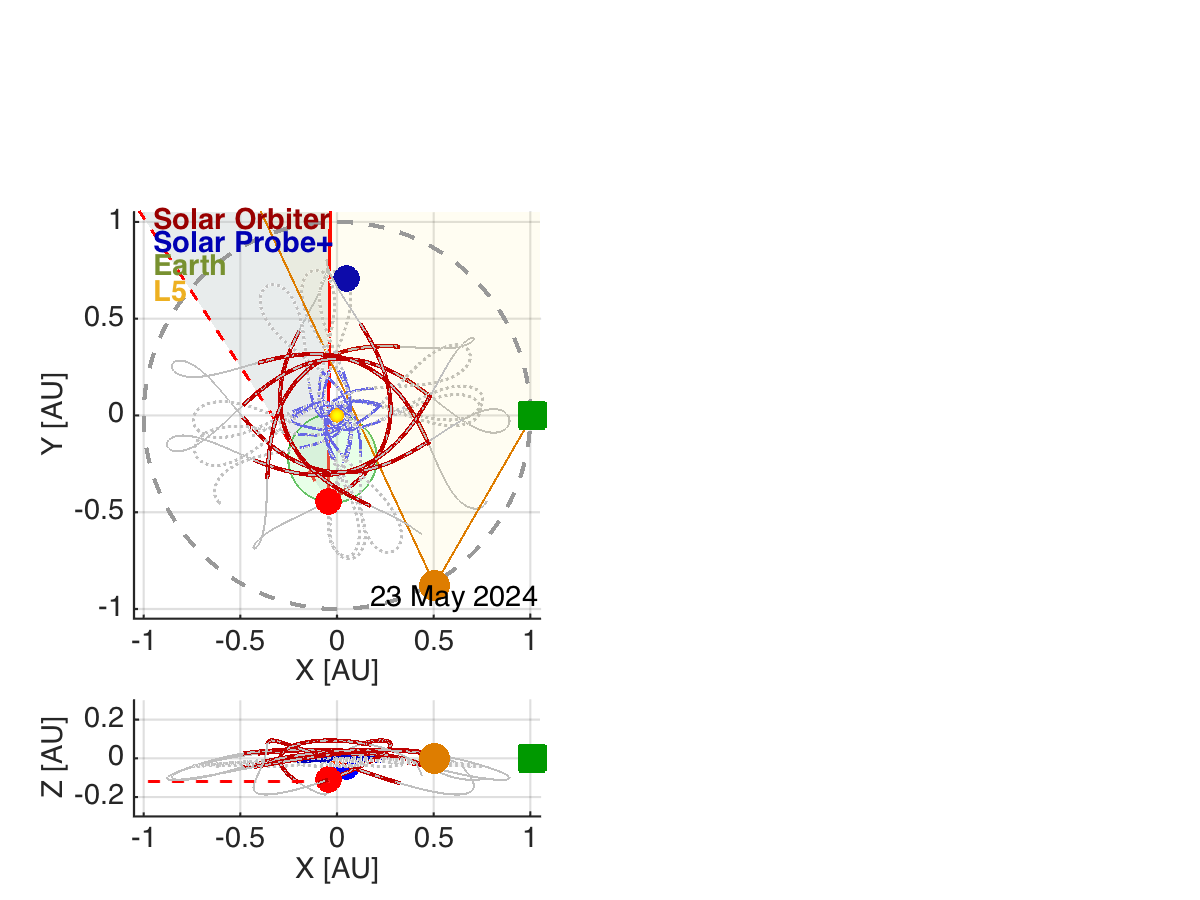 Solar Orbiter
Solar Probe+
Earth
L5
1
0.5
0
-0.5
-1
Y [AU]
23 May 2024
-1 -0.5 0 0.5 1
X [AU]
0.2
0
-0.2
Z [AU]
-1 -0.5 0 0.5 1
X [AU]